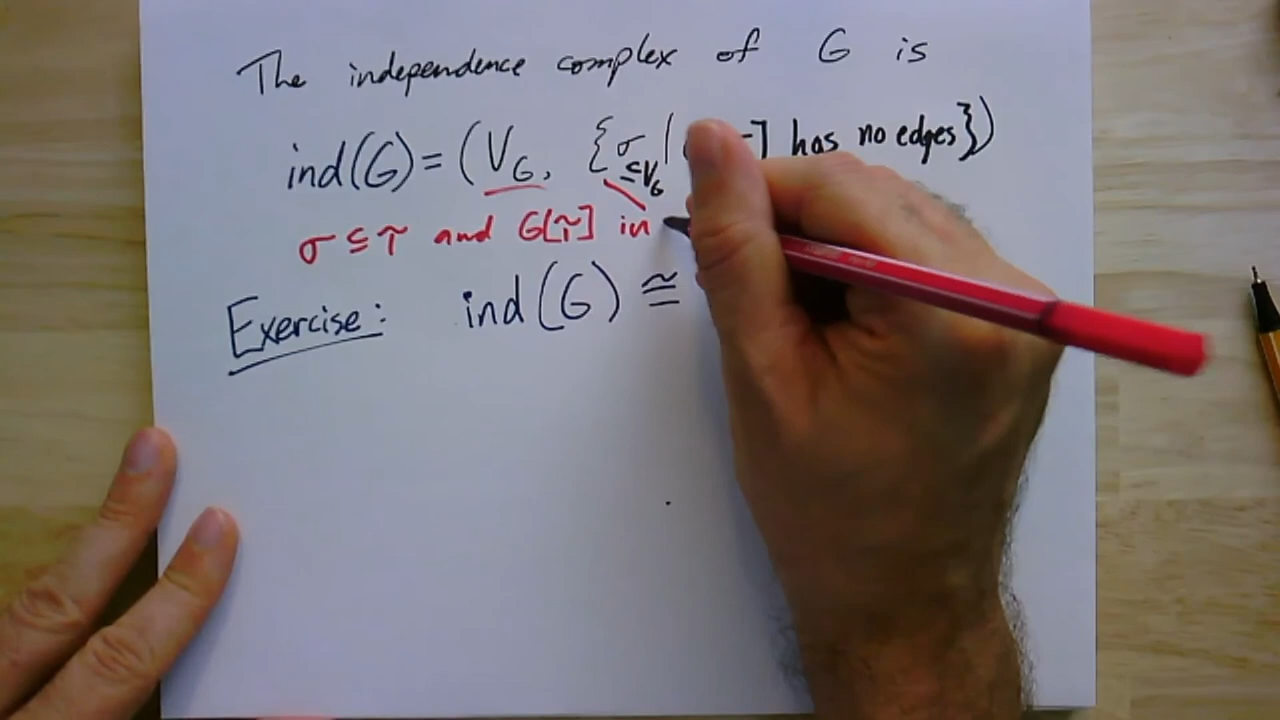 The independence complex of G is
ind(G) = (V_G, {σ ⊆V_G | ] has no edges})
σ ⊆ τ and G[τ] in
Exercise: ind(G) ≅